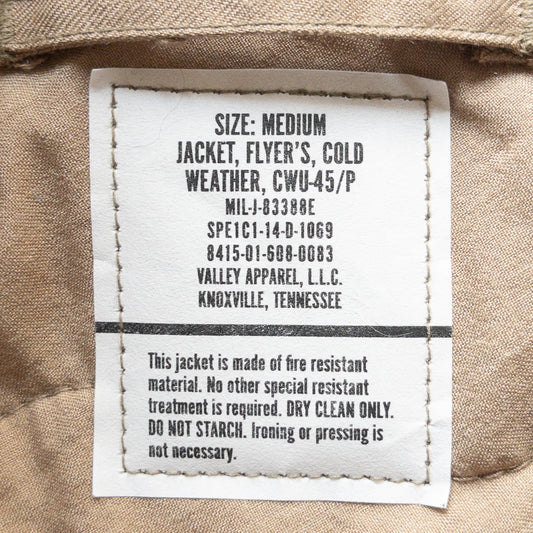 SIZE: MEDIUM
JACKET, FLYER'S, COLD
WEATHER, CWU-45/P
MIL-J-83388E
SPE1C1-14-D-1069
8415-01-608-0083
VALLEY APPAREL, L.L.C.
KNOXVILLE, TENNESSEE
This jacket is made of fire resistant
material. No other special resistant
treatment is required. DRY CLEAN ONLY.
DO NOT STARCH. Ironing or pressing is
not necessary.